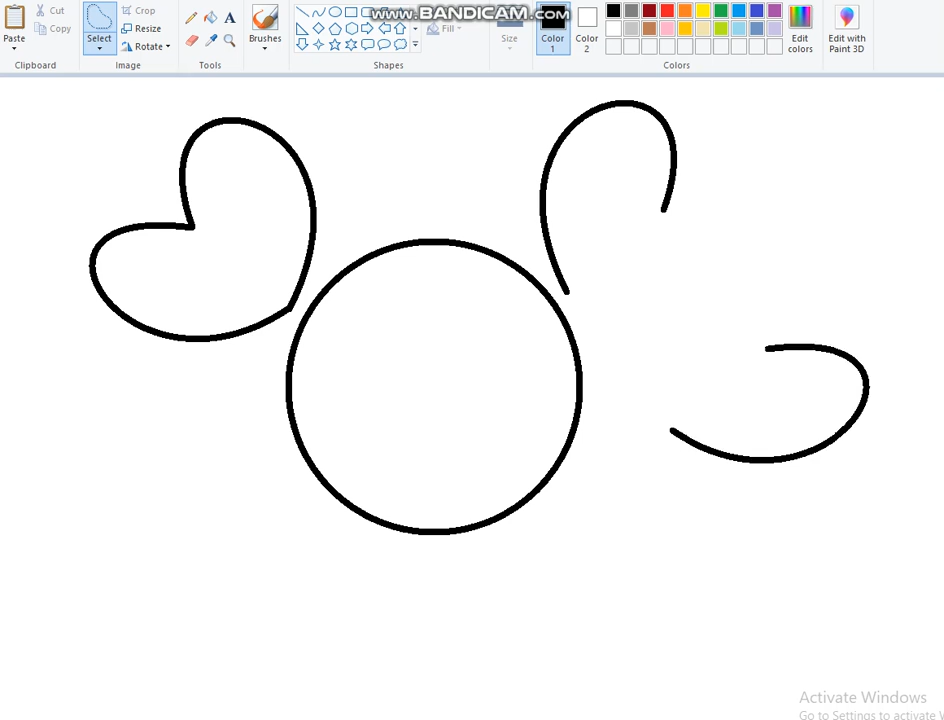 www.BANDICAM.com
Paste
Cut
Copy
Clipboard
Select
Crop
Resize
Rotate
Image
A
Tools
Brushes
Fill
Shapes
Size
Color
1
Color
2
Edit
colors
Colors
Edit with
Paint 3D
Activate Windows
Go to Settings to activate W